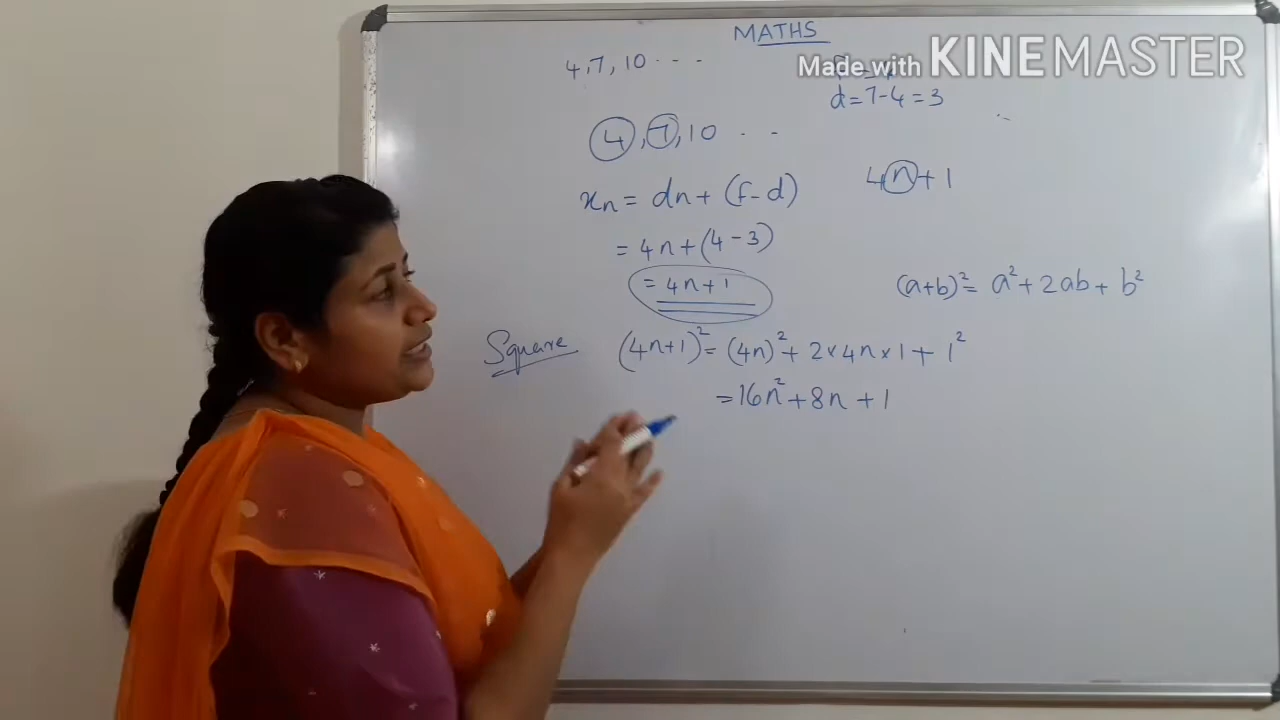 MATHS
4, 7, 10 - - -
Made with KINEMASTER
d = 7 - 4 = 3
4, 7, 10 - -
xn = dn + (f - d)
4n + 1
= 4n + (4 - 3)
= 4n + 1
(a+b)² = a² + 2ab + b²
Square (4n+1)² = (4n)² + 2 × 4n × 1 + 1²
= 16n² + 8n + 1